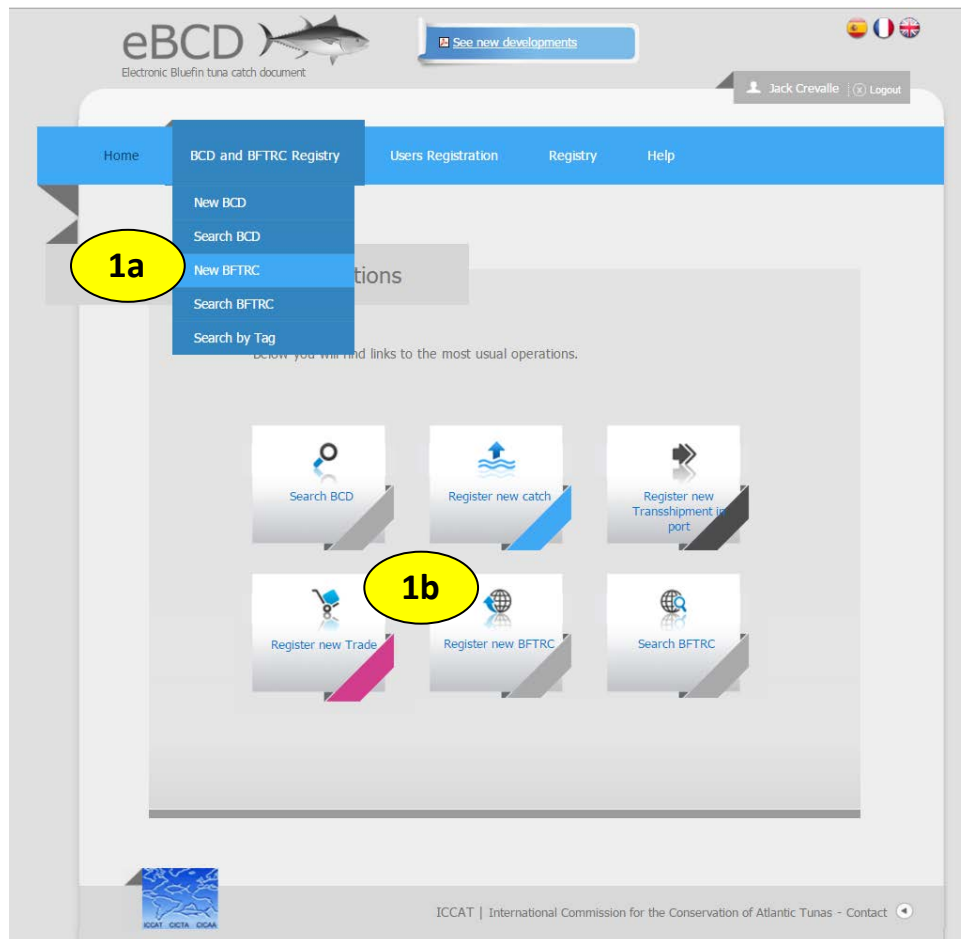 eBCD
Electronic Bluefin tuna catch document
See new developments
Jack Crevalle | Logout
Home BCD and BFTRC Registry Users Registration Registry Help
New BCD
Search BCD
1a
New BFTRC
tions
Search BFTRC
Search by Tag
you will find links to the most usual operations.
Search BCD
Register new catch
Register new
Transshipment in
port
1b
Register new Trade
Register new BFTRC
Search BFTRC
ICCAT CICTA CICAA
ICCAT | International Commission for the Conservation of Atlantic Tunas - Contact